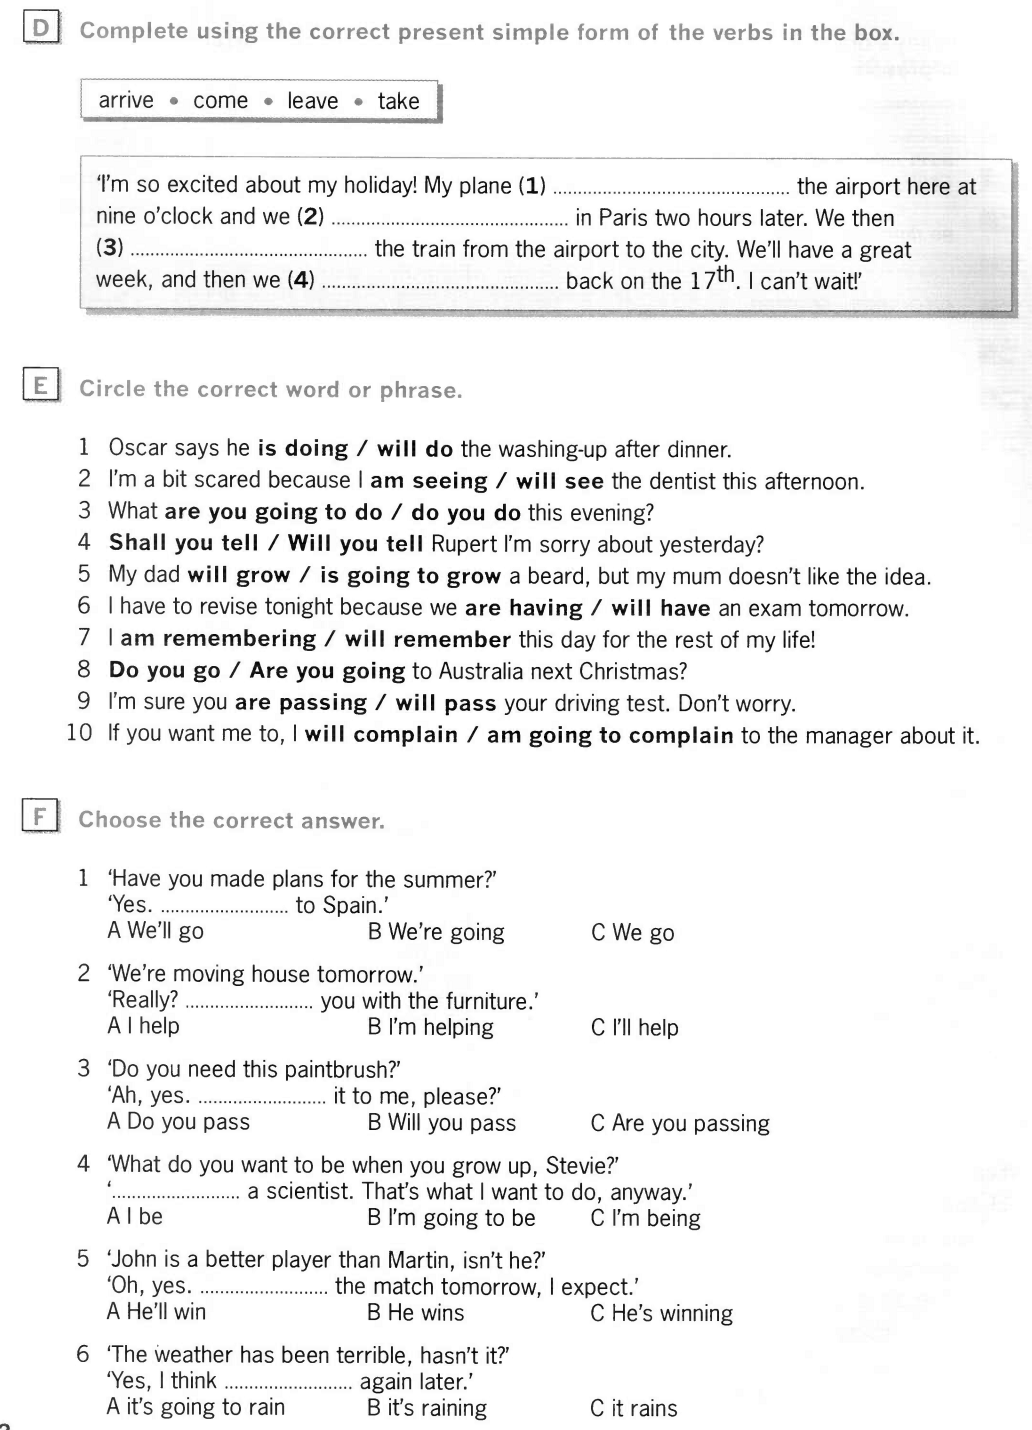 D Complete using the correct present simple form of the verbs in the box.
arrive • come • leave • take
'I'm so excited about my holiday! My plane (1) ........................................ the airport here at
nine o'clock and we (2) ........................................ in Paris two hours later. We then
(3) ........................................ the train from the airport to the city. We'll have a great
week, and then we (4) ........................................ back on the 17th. I can't wait!'
E Circle the correct word or phrase.
1 Oscar says he is doing / will do the washing-up after dinner.
2 I'm a bit scared because I am seeing / will see the dentist this afternoon.
3 What are you going to do / do you do this evening?
4 Shall you tell / Will you tell Rupert I'm sorry about yesterday?
5 My dad will grow / is going to grow a beard, but my mum doesn't like the idea.
6 I have to revise tonight because we are having / will have an exam tomorrow.
7 I am remembering / will remember this day for the rest of my life!
8 Do you go / Are you going to Australia next Christmas?
9 I'm sure you are passing / will pass your driving test. Don't worry.
10 If you want me to, I will complain / am going to complain to the manager about it.
F Choose the correct answer.
1 'Have you made plans for the summer?'
'Yes. .......................... to Spain.'
A We'll go B We're going C We go
2 'We're moving house tomorrow.'
'Really? .......................... you with the furniture.'
A I help B I'm helping C I'll help
3 'Do you need this paintbrush?'
'Ah, yes. .......................... it to me, please?'
A Do you pass B Will you pass C Are you passing
4 'What do you want to be when you grow up, Stevie?'
'.......................... a scientist. That's what I want to do, anyway.'
A I be B I'm going to be C I'm being
5 'John is a better player than Martin, isn't he?'
'Oh, yes. .......................... the match tomorrow, I expect.'
A He'll win B He wins C He's winning
6 'The weather has been terrible, hasn't it?'
'Yes, I think .......................... again later.'
A it's going to rain B it's raining C it rains